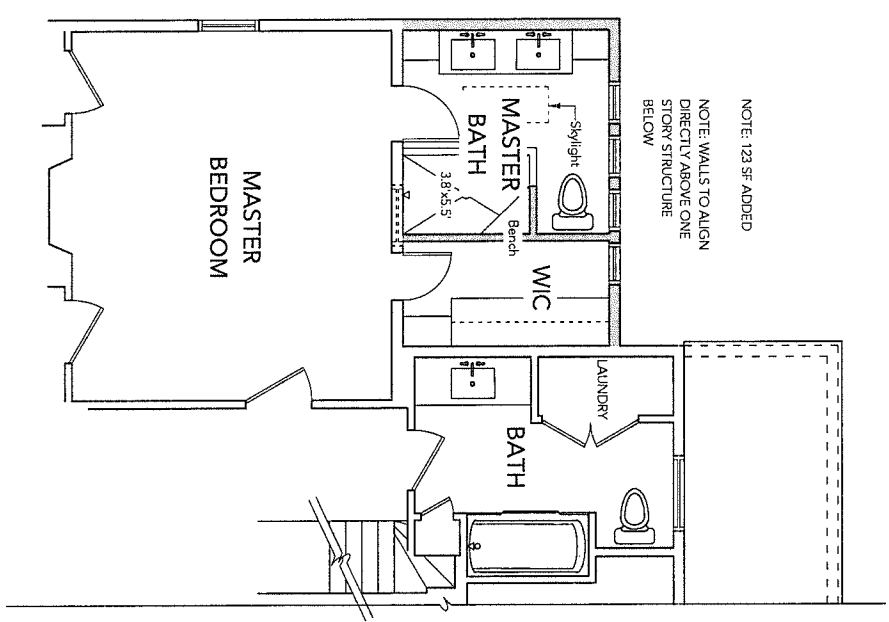 NOTE: 123 SF ADDED
NOTE: WALLS TO ALIGN
DIRECTLY ABOVE ONE
STORY STRUCTURE
BELOW
Skylight
MASTER
BATH
3.8'x5.5'
Bench
WIC
MASTER
BEDROOM
LAUNDRY
BATH